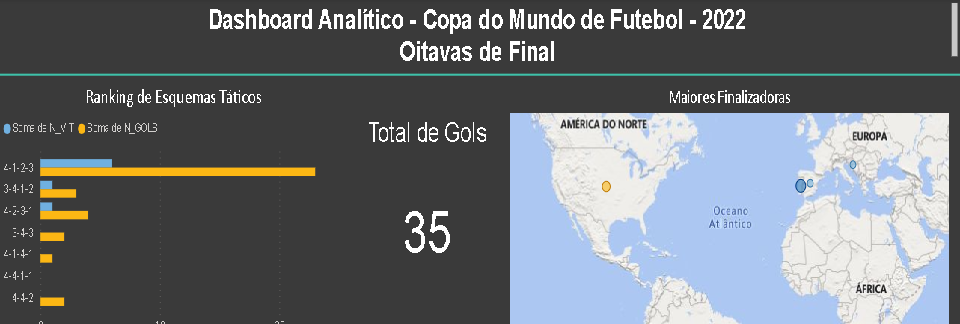 Dashboard Analítico - Copa do Mundo de Futebol - 2022
Oitavas de Final
Ranking de Esquemas Táticos
Soma de N_VIT Soma de N_GOLS
4-1-2-3
3-4-1-2
4-2-3-1
3-4-3
4-1-4-1
4-4-1-1
4-4-2
Total de Gols
35
Maiores Finalizadoras
AMÉRICA DO NORTE
EUROPA
Oceano
Atlântico
ÁFRICA